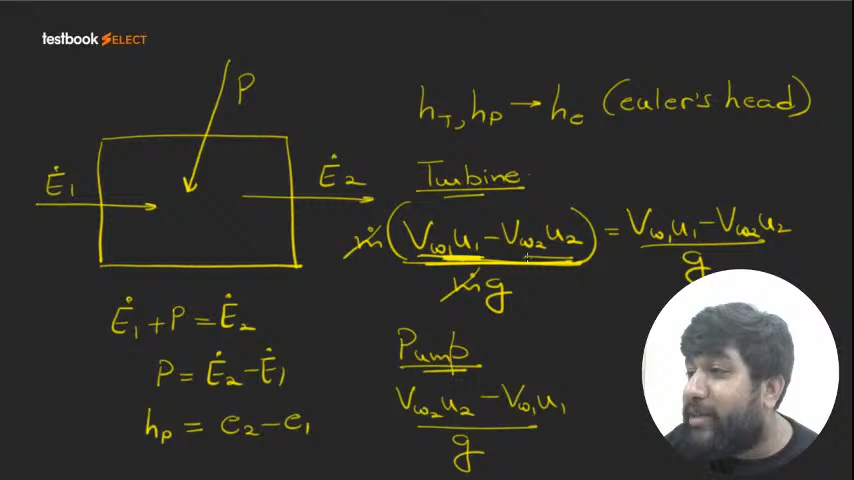 testbook SELECT
P
Ė1
Ė2
Ė1 + P = Ė2
P = Ė2 - Ė1
hp = e2 - e1
hT, hp → he (euler's head)
Turbine
ṁ(Vω1u1 - Vω2u2) / ṁg = Vω1u1 - Vω2u2 / g
Pump
Vω2u2 - Vω1u1 / g